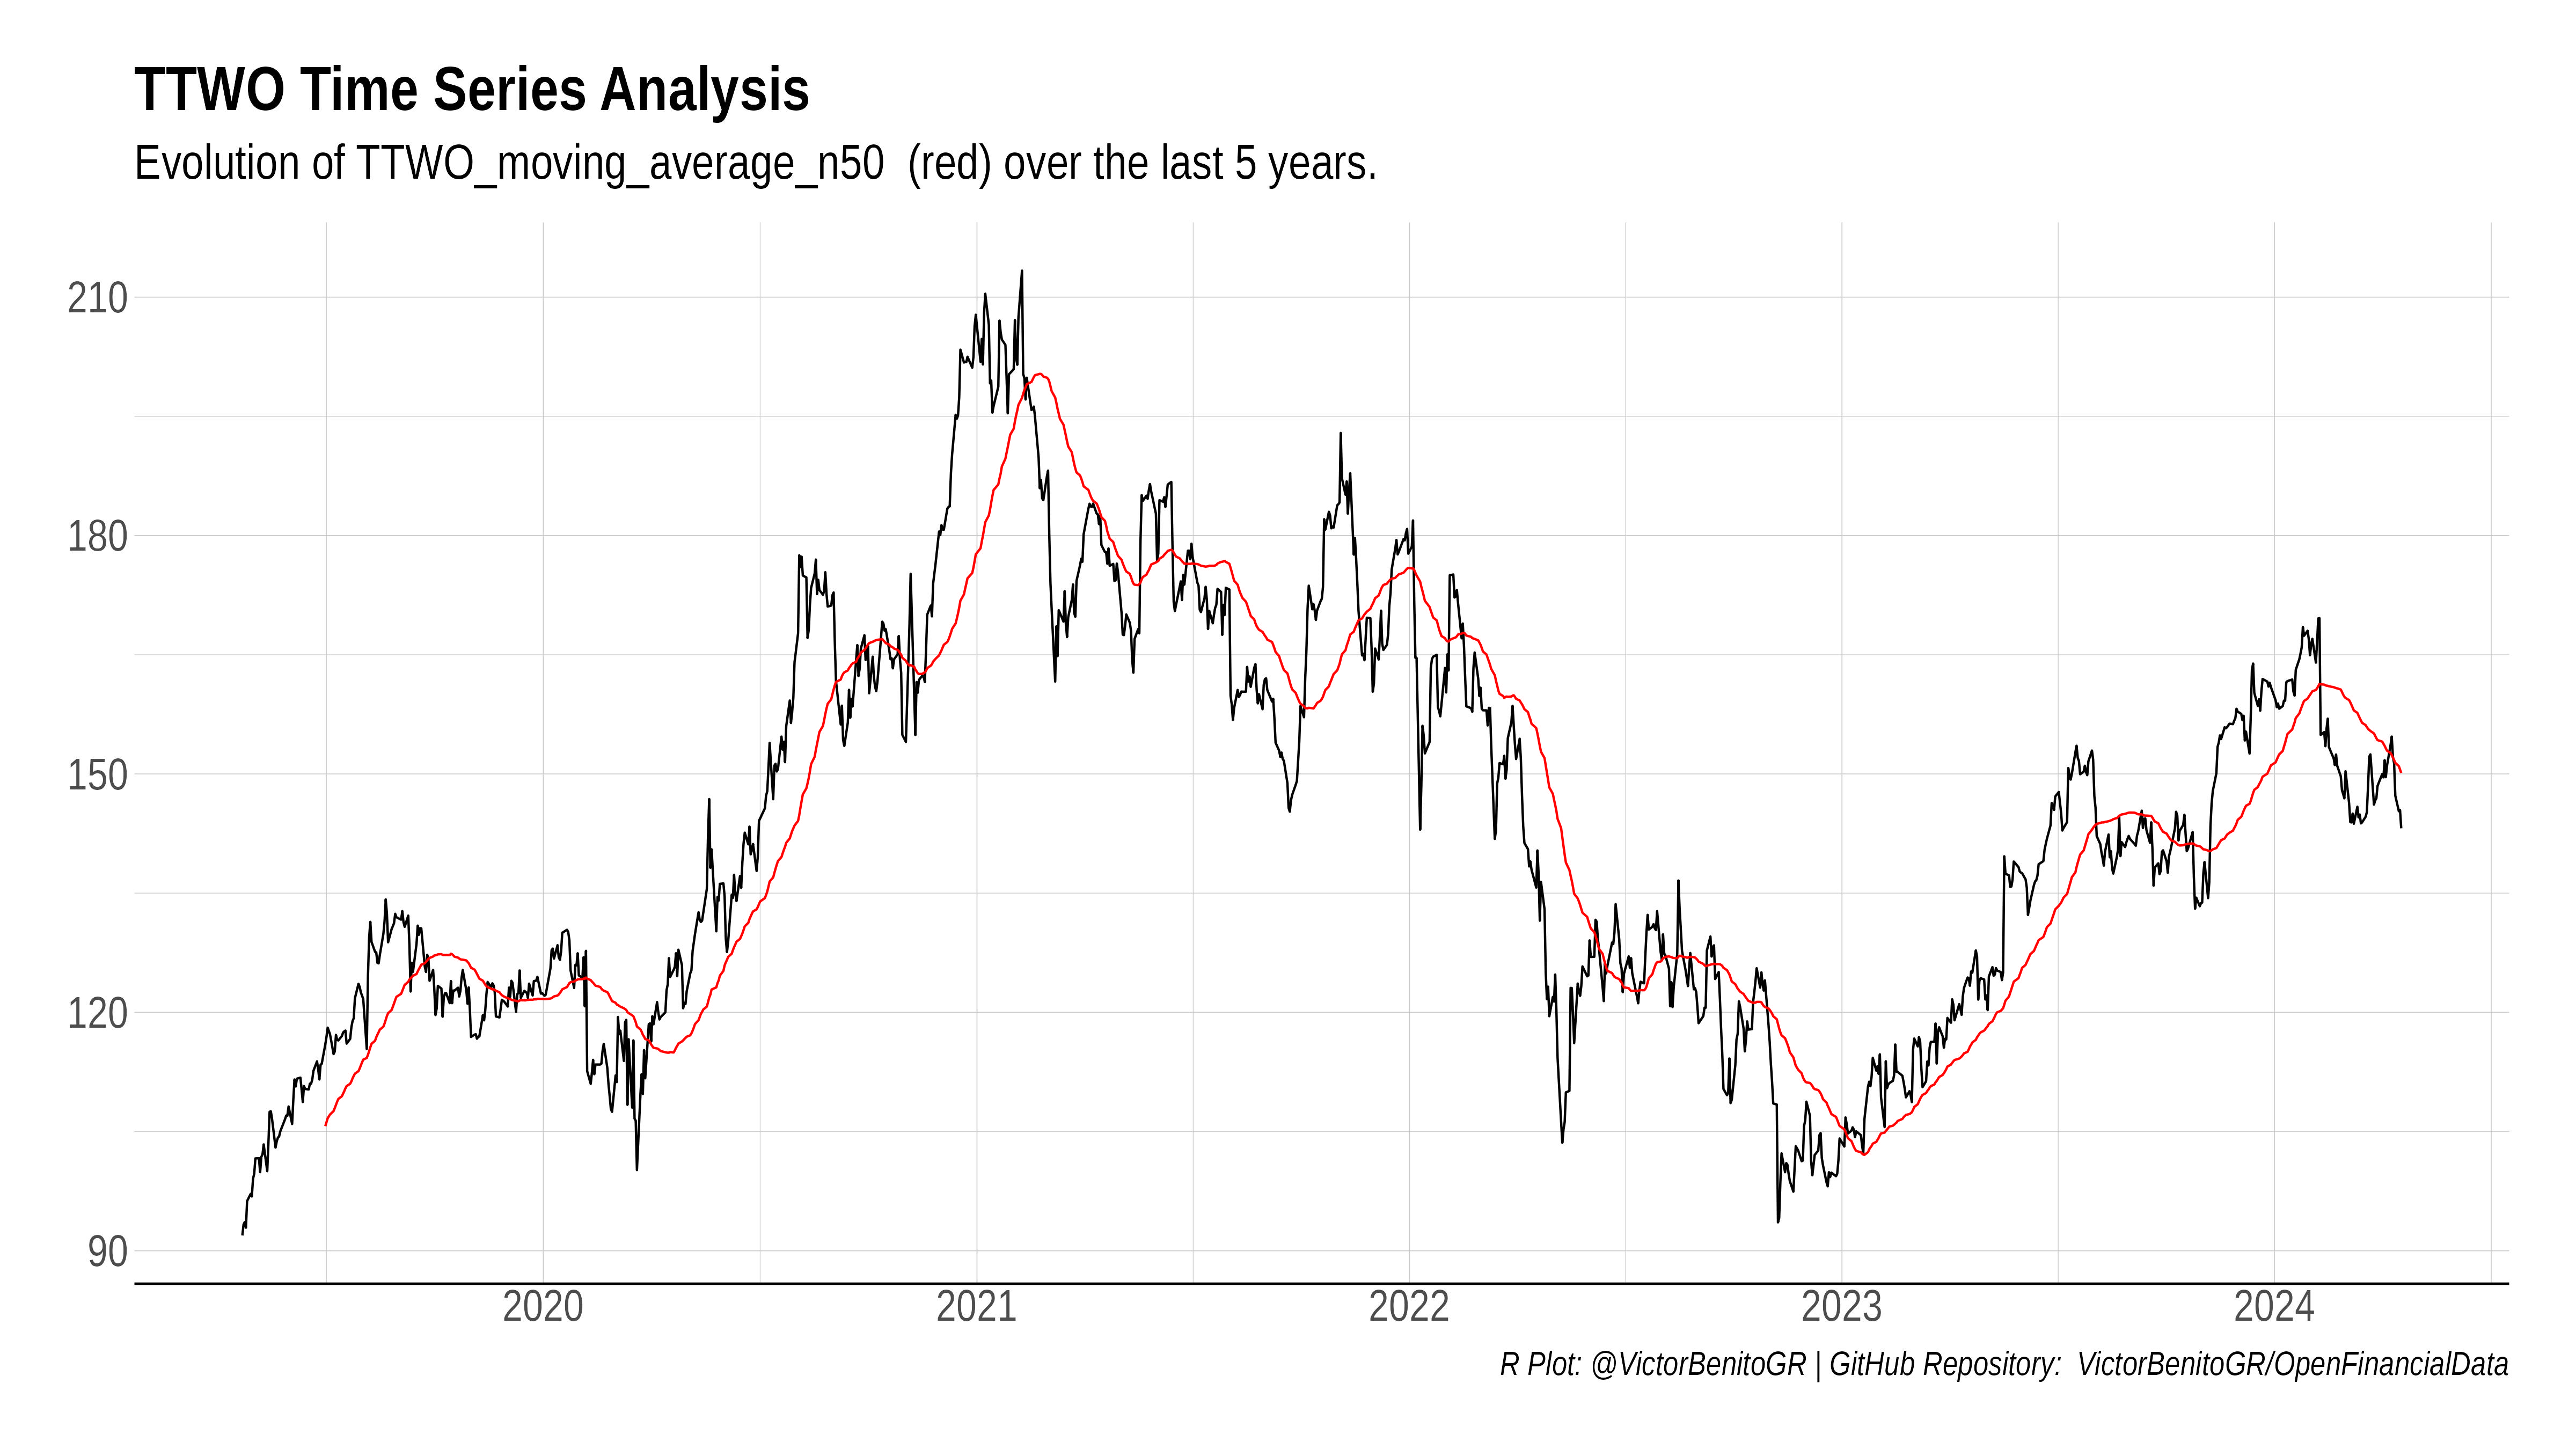 TTWO Time Series Analysis
Evolution of TTWO_moving_average_n50  (red) over the last 5 years.
210
180
150
120
90
2020 2021 2022 2023 2024
R Plot: @VictorBenitoGR | GitHub Repository:  VictorBenitoGR/OpenFinancialData